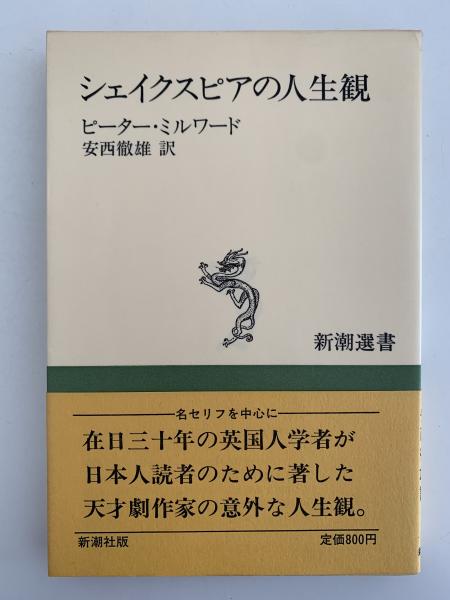 シェイクスピアの人生観
ピーター・ミルワード
安西徹雄 訳
新潮選書
名セリフを中心に
在日三十年の英国人学者が
日本人読者のために著した
天才劇作家の意外な人生観。
新潮社版
定価800円